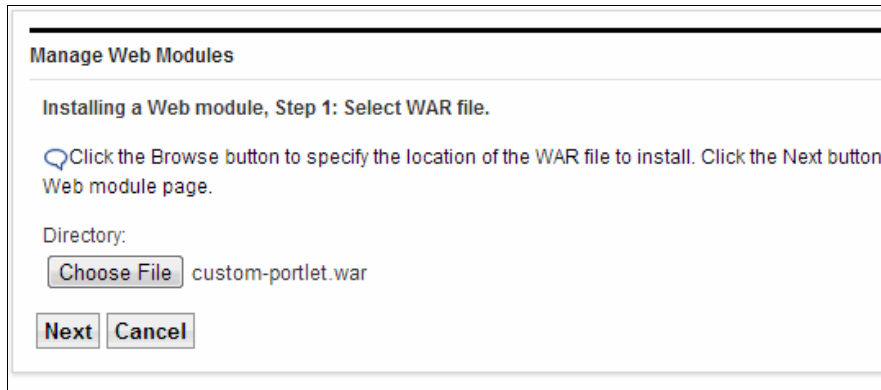 Manage Web Modules
Installing a Web module, Step 1: Select WAR file.
Click the Browse button to specify the location of the WAR file to install. Click the Next button
Web module page.
Directory:
Choose File custom-portlet.war
Next Cancel